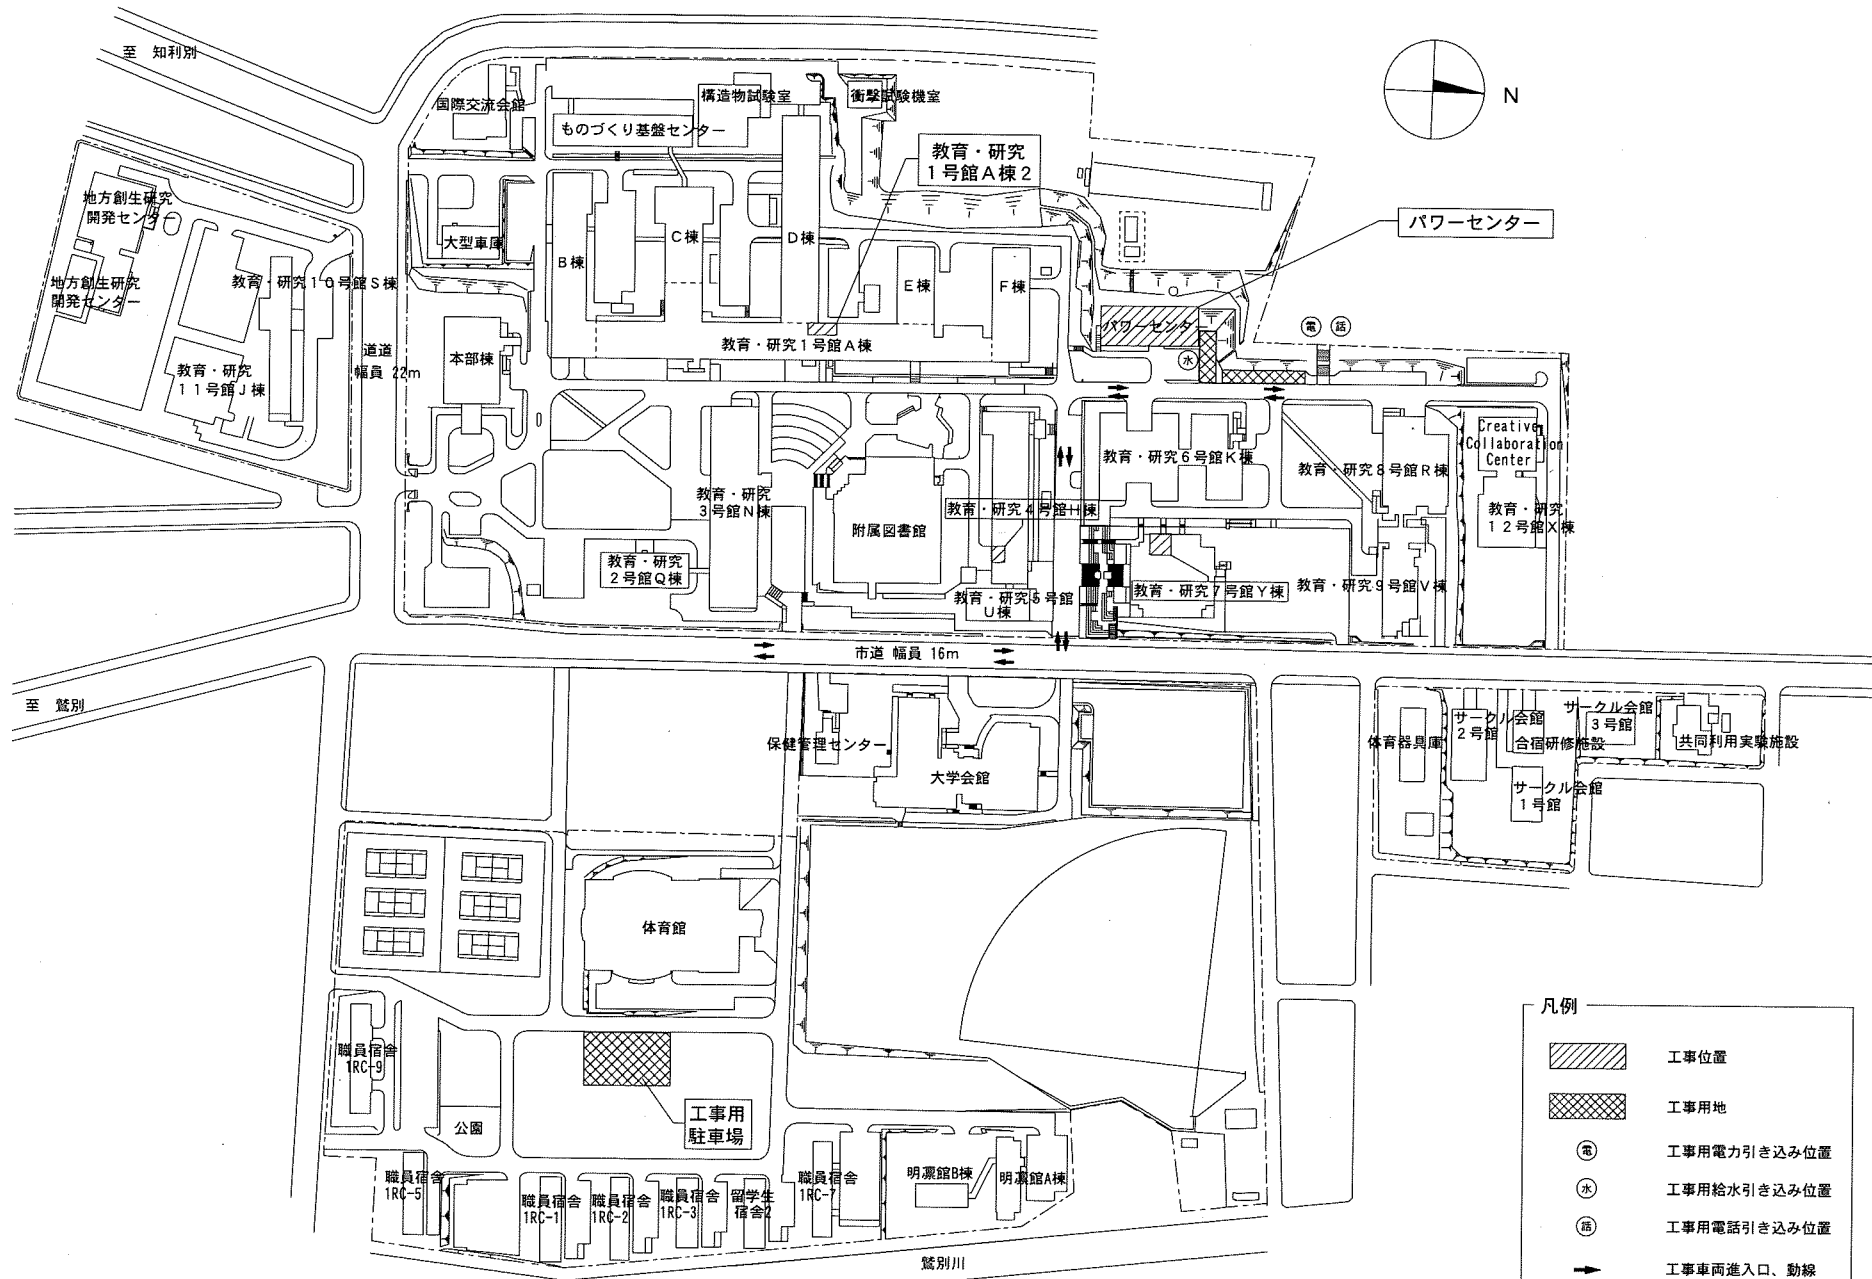 至 知利別
N
国際交流会館
構造物試験室
衝撃試験機室
ものづくり基盤センター
教育・研究
1号館A棟2
パワーセンター
地方創生研究
開発センター
大型車庫
B棟
C棟
D棟
E棟
F棟
地方創生研究
開発センター
教育・研究10号館S棟
パワーセンター
電
話
教育・研究1号館A棟
水
道道
幅員 22m
本部棟
教育・研究
11号館J棟
Creative
Collaboration
Center
教育・研究6号館K棟
教育・研究8号館R棟
教育・研究
3号館N棟
教育・研究4号館H棟
教育・研究
12号館X棟
附属図書館
教育・研究
2号館Q棟
教育・研究5号館
U棟
教育・研究7号館Y棟
教育・研究9号館V棟
市道 幅員 16m
至 鷲別
保健管理センター
大学会館
体育器具庫
サークル会館
2号館
合宿研修施設
サークル会館
3号館
共同利用実験施設
サークル会館
1号館
体育館
職員宿舎
1RC-9
公園
工事用
駐車場
職員宿舎
1RC-5
職員宿舎
1RC-1
職員宿舎
1RC-2
職員宿舎
1RC-3
留学生
宿舎2
職員宿舎
1RC-7
明凛館B棟
明凛館A棟
鷲別川
凡例
工事位置
工事用地
電 工事用電力引き込み位置
水 工事用給水引き込み位置
話 工事用電話引き込み位置
工事車両進入口、動線